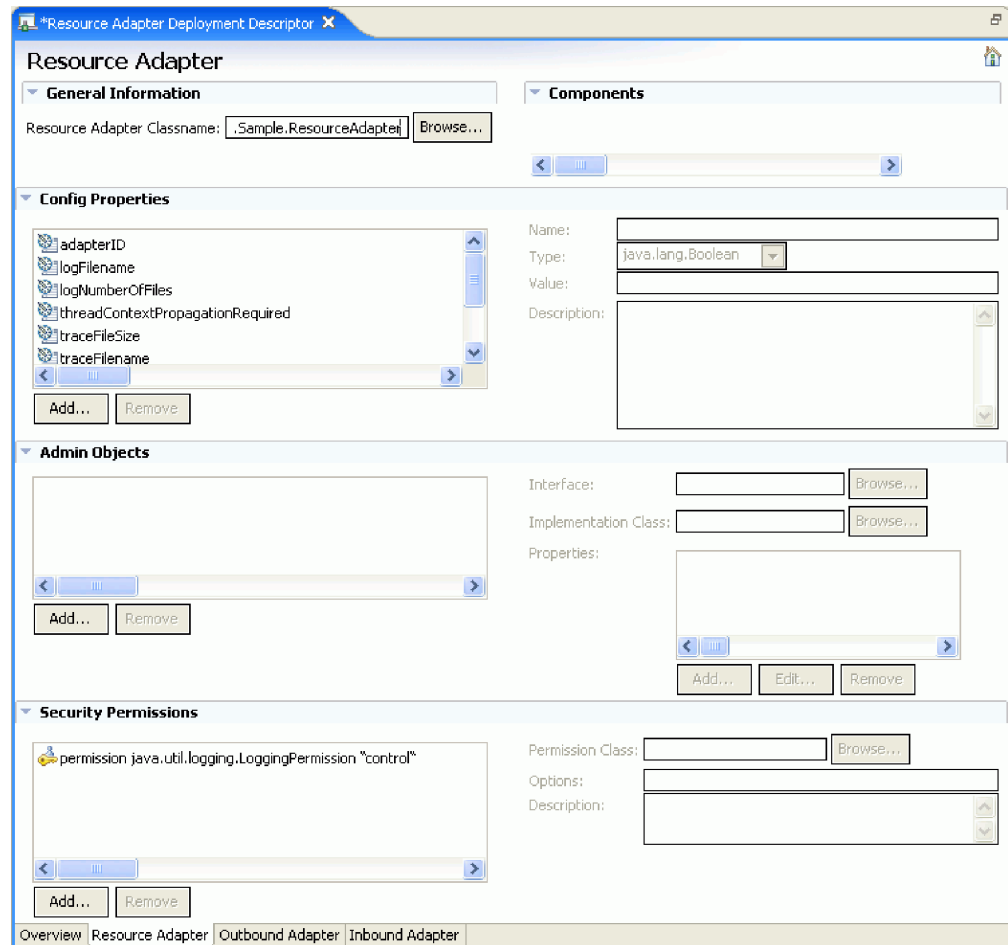 *Resource Adapter Deployment Descriptor
Resource Adapter
General Information
Components
Resource Adapter Classname: .Sample.ResourceAdapter Browse...
Config Properties
adapterID
logFilename
logNumberOfFiles
threadContextPropagationRequired
traceFileSize
traceFilename
Add... Remove
Name:
Type: java.lang.Boolean
Value:
Description:
Admin Objects
Add... Remove
Interface: Browse...
Implementation Class: Browse...
Properties:
Add... Edit... Remove
Security Permissions
permission java.util.logging.LoggingPermission "control"
Add... Remove
Permission Class: Browse...
Options:
Description:
Overview Resource Adapter Outbound Adapter Inbound Adapter